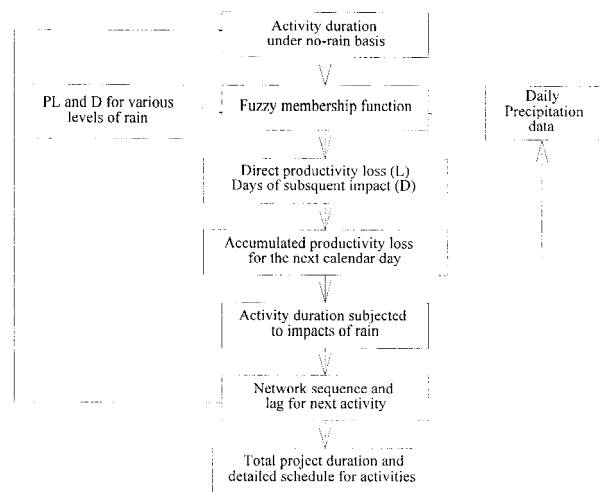 Activity duration
under no-rain basis
PL and D for various
levels of rain
Fuzzy membership function
Daily
Precipitation
data
Direct productivity loss (L)
Days of subsquent impact (D)
Accumulated productivity loss
for the next calendar day
Activity duration subjected
to impacts of rain
Network sequence and
lag for next activity
Total project duration and
detailed schedule for activities